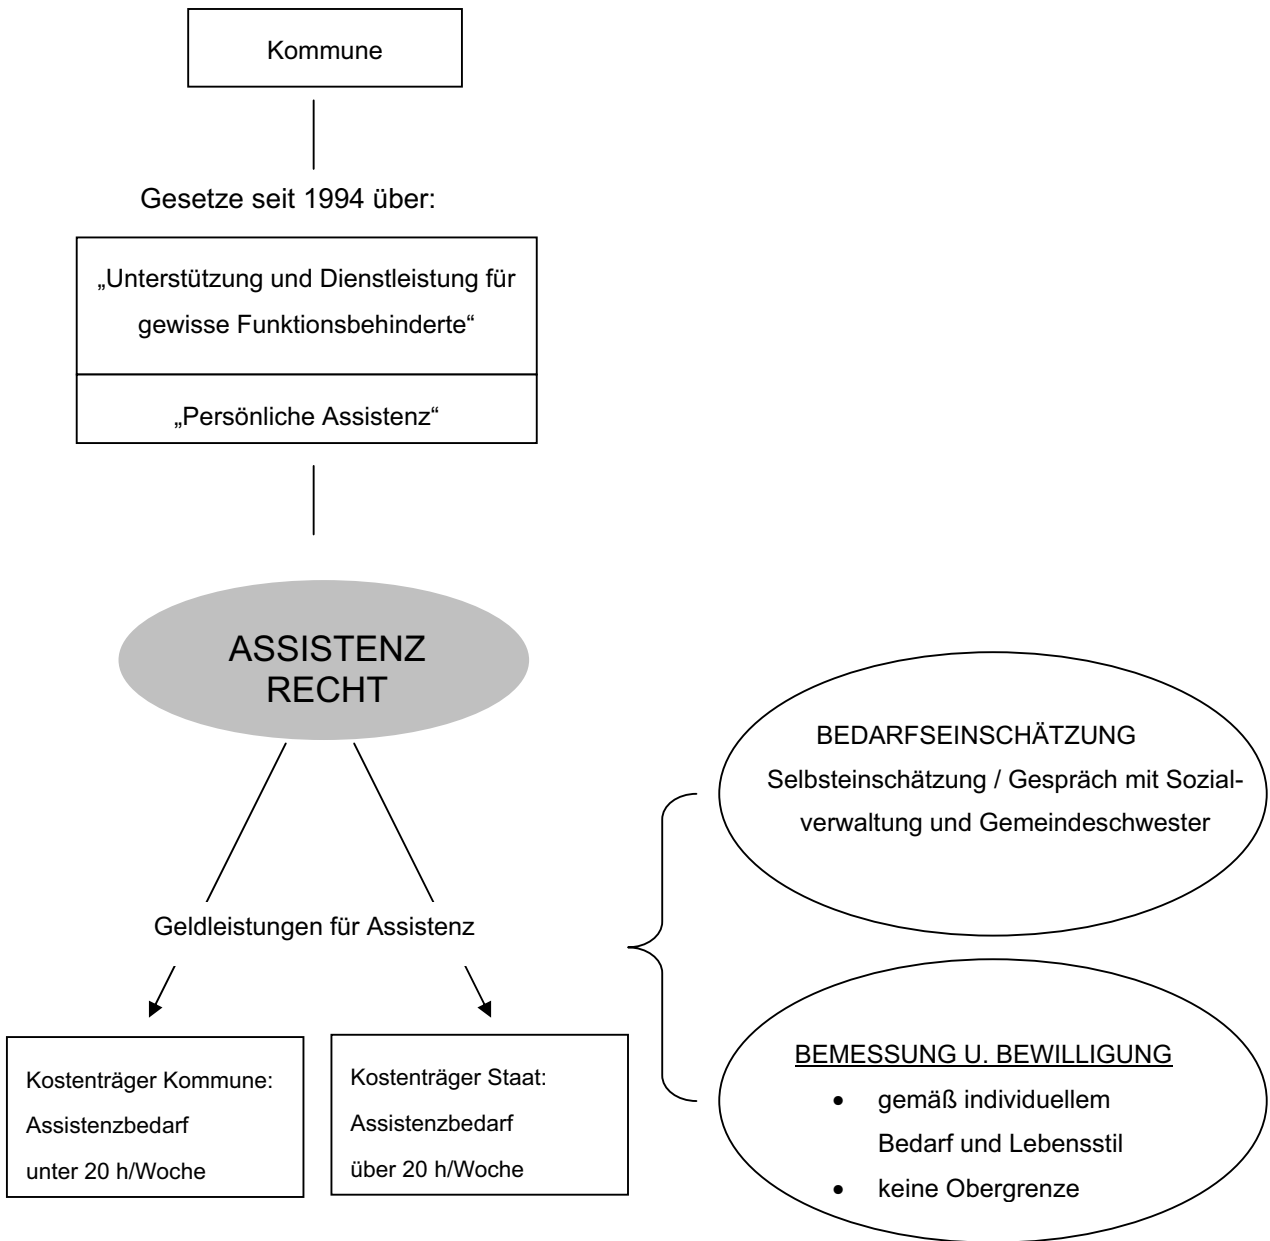 Kommune
Gesetze seit 1994 über:
„Unterstützung und Dienstleistung für
gewisse Funktionsbehinderte“
„Persönliche Assistenz“
ASSISTENZ
RECHT
Geldleistungen für Assistenz
Kostenträger Kommune:
Assistenzbedarf
unter 20 h/Woche
Kostenträger Staat:
Assistenzbedarf
über 20 h/Woche
BEDARFSEINSCHÄTZUNG
Selbsteinschätzung / Gespräch mit Sozial-
verwaltung und Gemeindeschwester
BEMESSUNG U. BEWILLIGUNG
• gemäß individuellem
Bedarf und Lebensstil
• keine Obergrenze